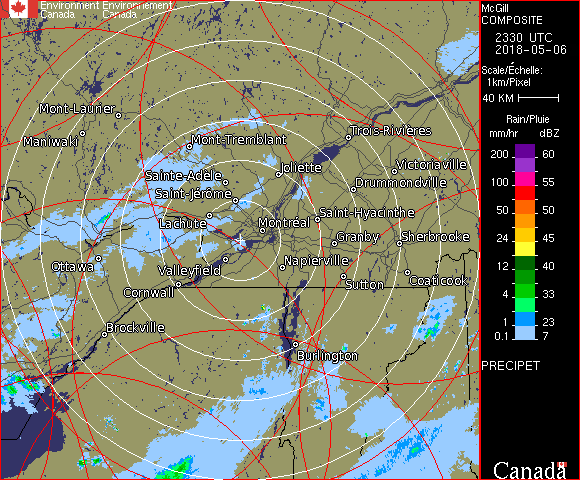 Environment Environnement
Canada Canada
Mont-Laurier
Maniwaki
Mont-Tremblant
Trois-Rivières
Joliette
Victoriaville
Sainte-Adèle
Drummondville
Saint-Jérôme
Lachute
Saint-Hyacinthe
Montréal
Granby
Sherbrooke
Ottawa
Valleyfield
Napierville
Cornwall
Sutton
Coaticook
Brockville
Burlington
McGill
COMPOSITE
2330 UTC
2018-05-06
Scale/Échelle:
1km/Pixel
40 KM
Rain/Pluie
mm/hr dBZ
200 60
100 55
50 50
24 45
12 40
4 33
1 23
0.1 7
PRECIPET
Canada